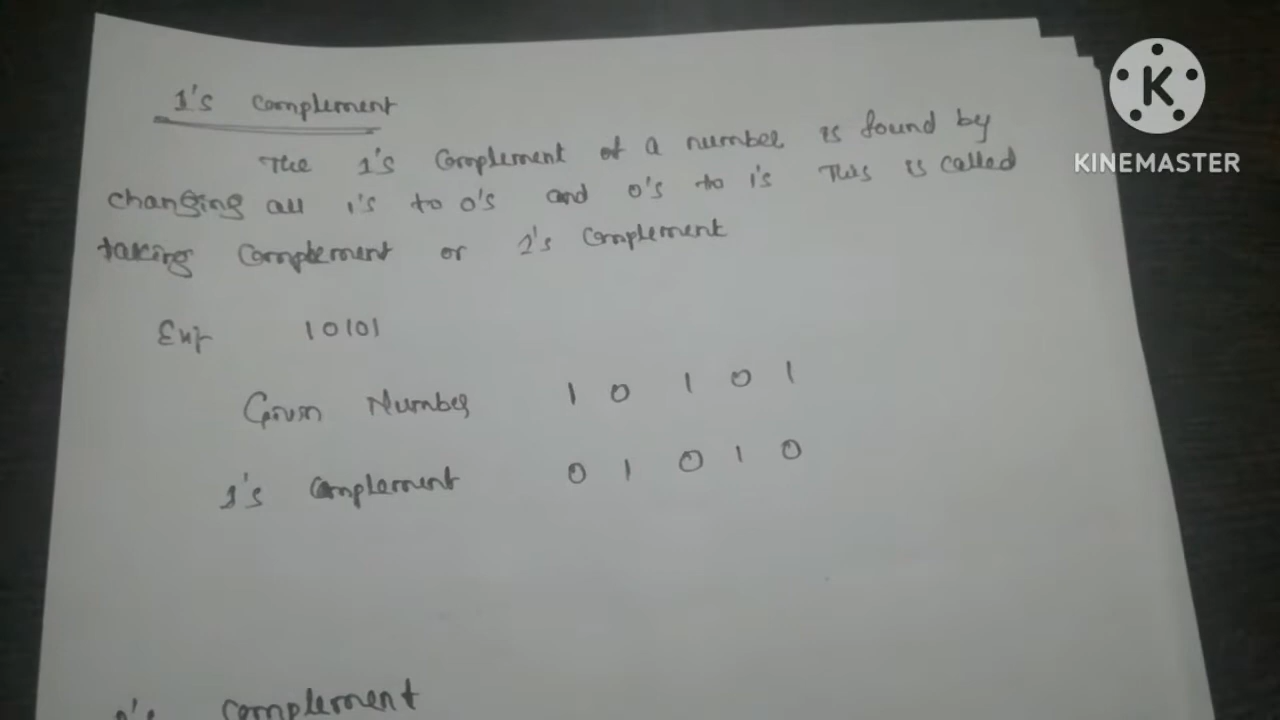 1's complement
The 1's complement of a number is found by
changing all 1's to 0's and 0's to 1's This is called
taking complement or 1's complement
Exp 10101
Given Number 1 0 1 0 1
1's complement 0 1 0 1 0
complement
K
KINEMASTER